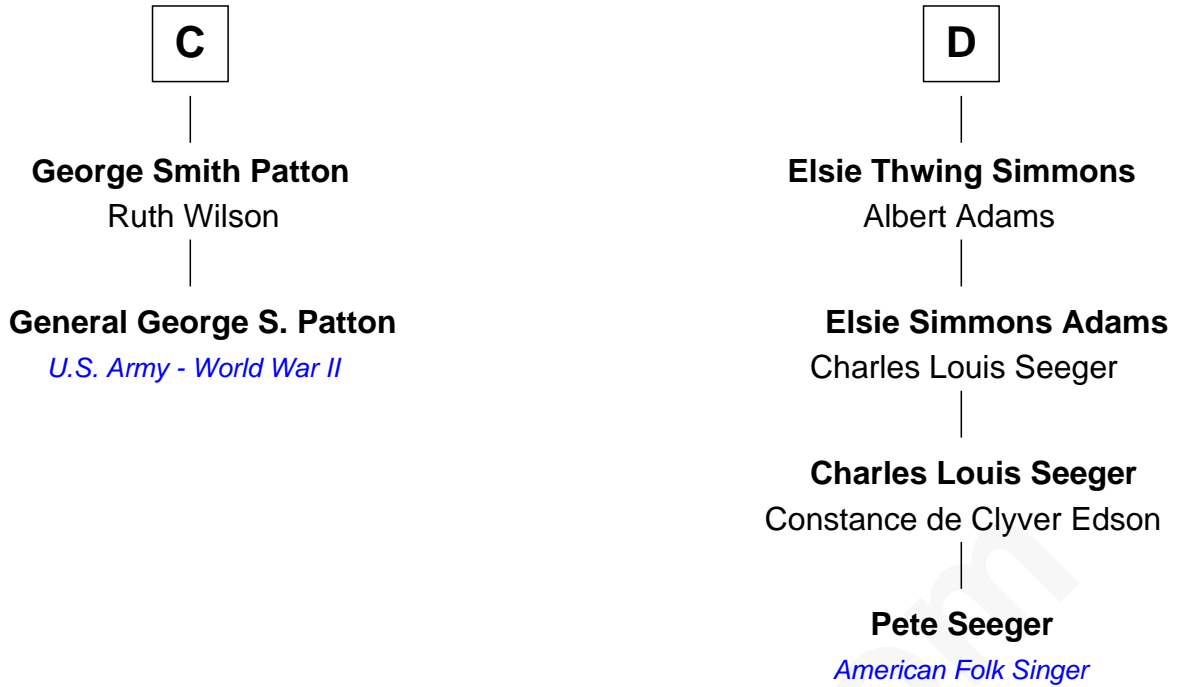 C
George Smith Patton
Ruth Wilson
General George S. Patton
U.S. Army - World War II
D
Elsie Thwing Simmons
Albert Adams
Elsie Simmons Adams
Charles Louis Seeger
Charles Louis Seeger
Constance de Clyver Edson
Pete Seeger
American Folk Singer